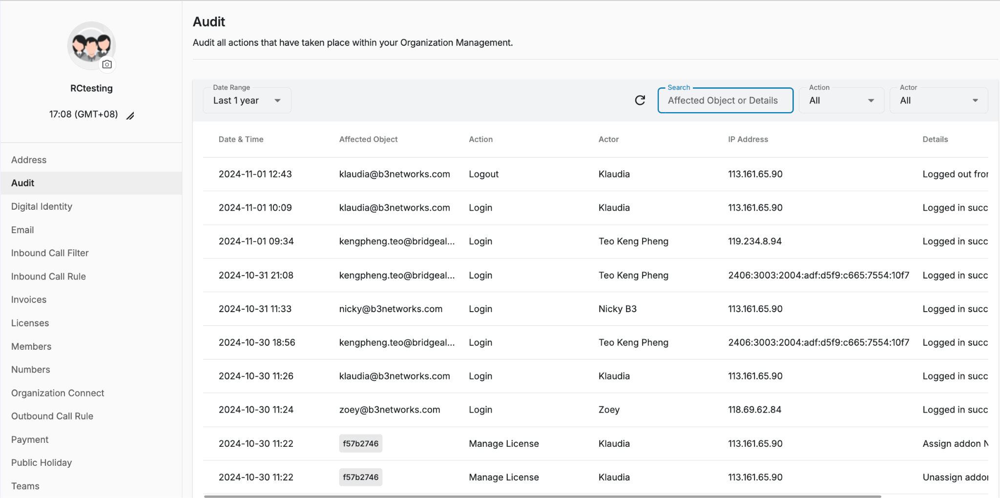 RCtesting
17:08 (GMT+08)
Address
Audit
Digital Identity
Email
Inbound Call Filter
Inbound Call Rule
Invoices
Licenses
Members
Numbers
Organization Connect
Outbound Call Rule
Payment
Public Holiday
Teams
Audit
Audit all actions that have taken place within your Organization Management.
Date Range
Last 1 year
Search
Affected Object or Details
Action
All
Actor
All
Date & Time Affected Object Action Actor IP Address Details
2024-11-01 12:43 klaudia@b3networks.com Logout Klaudia 113.161.65.90 Logged out fror
2024-11-01 10:09 klaudia@b3networks.com Login Klaudia 113.161.65.90 Logged in succ
2024-11-01 09:34 kengpheng.teo@bridgeal... Login Teo Keng Pheng 119.234.8.94 Logged in succ
2024-10-31 21:08 kengpheng.teo@bridgeal... Login Teo Keng Pheng 2406:3003:2004:adf:d5f9:c665:7554:10f7 Logged in succ
2024-10-31 11:33 nicky@b3networks.com Login Nicky B3 113.161.65.90 Logged in succ
2024-10-30 18:56 kengpheng.teo@bridgeal... Login Teo Keng Pheng 2406:3003:2004:adf:d5f9:c665:7554:10f7 Logged in succ
2024-10-30 11:26 klaudia@b3networks.com Login Klaudia 113.161.65.90 Logged in succ
2024-10-30 11:24 zoey@b3networks.com Login Zoey 118.69.62.84 Logged in succ
2024-10-30 11:22 f57b2746 Manage License Klaudia 113.161.65.90 Assign addon N
2024-10-30 11:22 f57b2746 Manage License Klaudia 113.161.65.90 Unassign addor